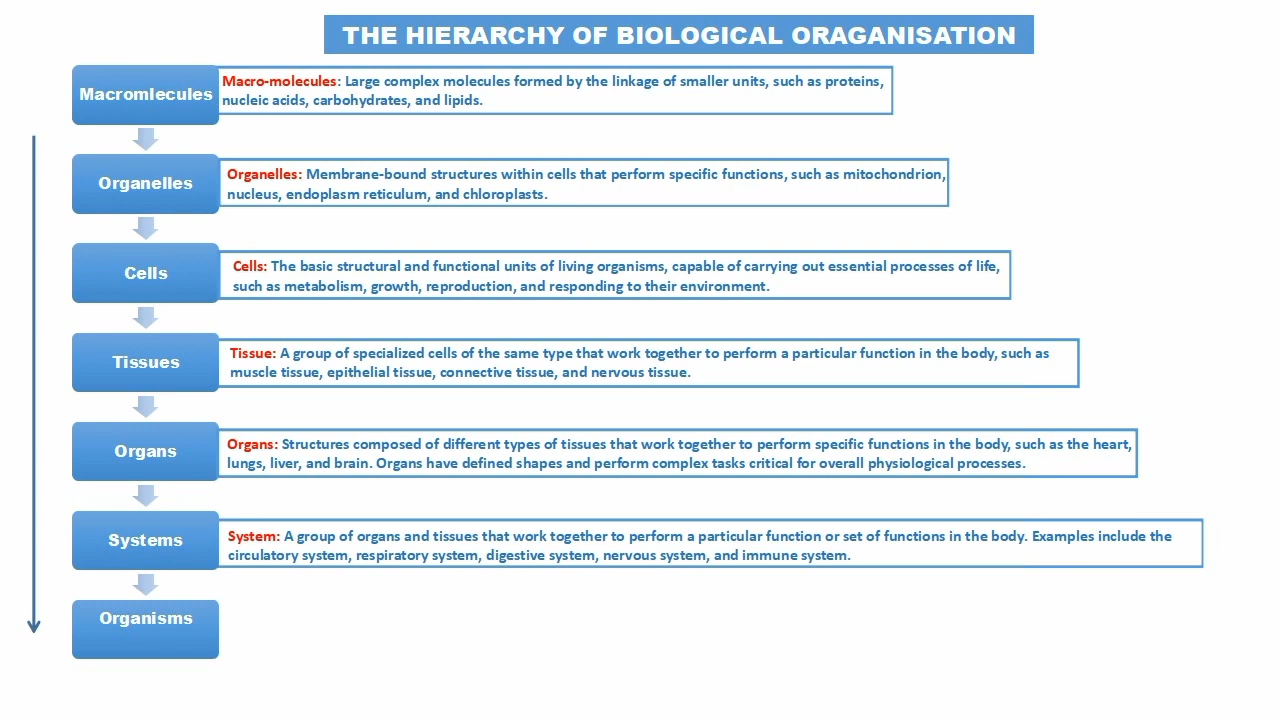 THE HIERARCHY OF BIOLOGICAL ORAGANISATION
Macromlecules
Macro-molecules: Large complex molecules formed by the linkage of smaller units, such as proteins,
nucleic acids, carbohydrates, and lipids.
Organelles
Organelles: Membrane-bound structures within cells that perform specific functions, such as mitochondrion,
nucleus, endoplasm reticulum, and chloroplasts.
Cells
Cells: The basic structural and functional units of living organisms, capable of carrying out essential processes of life,
such as metabolism, growth, reproduction, and responding to their environment.
Tissues
Tissue: A group of specialized cells of the same type that work together to perform a particular function in the body, such as
muscle tissue, epithelial tissue, connective tissue, and nervous tissue.
Organs
Organs: Structures composed of different types of tissues that work together to perform specific functions in the body, such as the heart,
lungs, liver, and brain. Organs have defined shapes and perform complex tasks critical for overall physiological processes.
Systems
System: A group of organs and tissues that work together to perform a particular function or set of functions in the body. Examples include the
circulatory system, respiratory system, digestive system, nervous system, and immune system.
Organisms